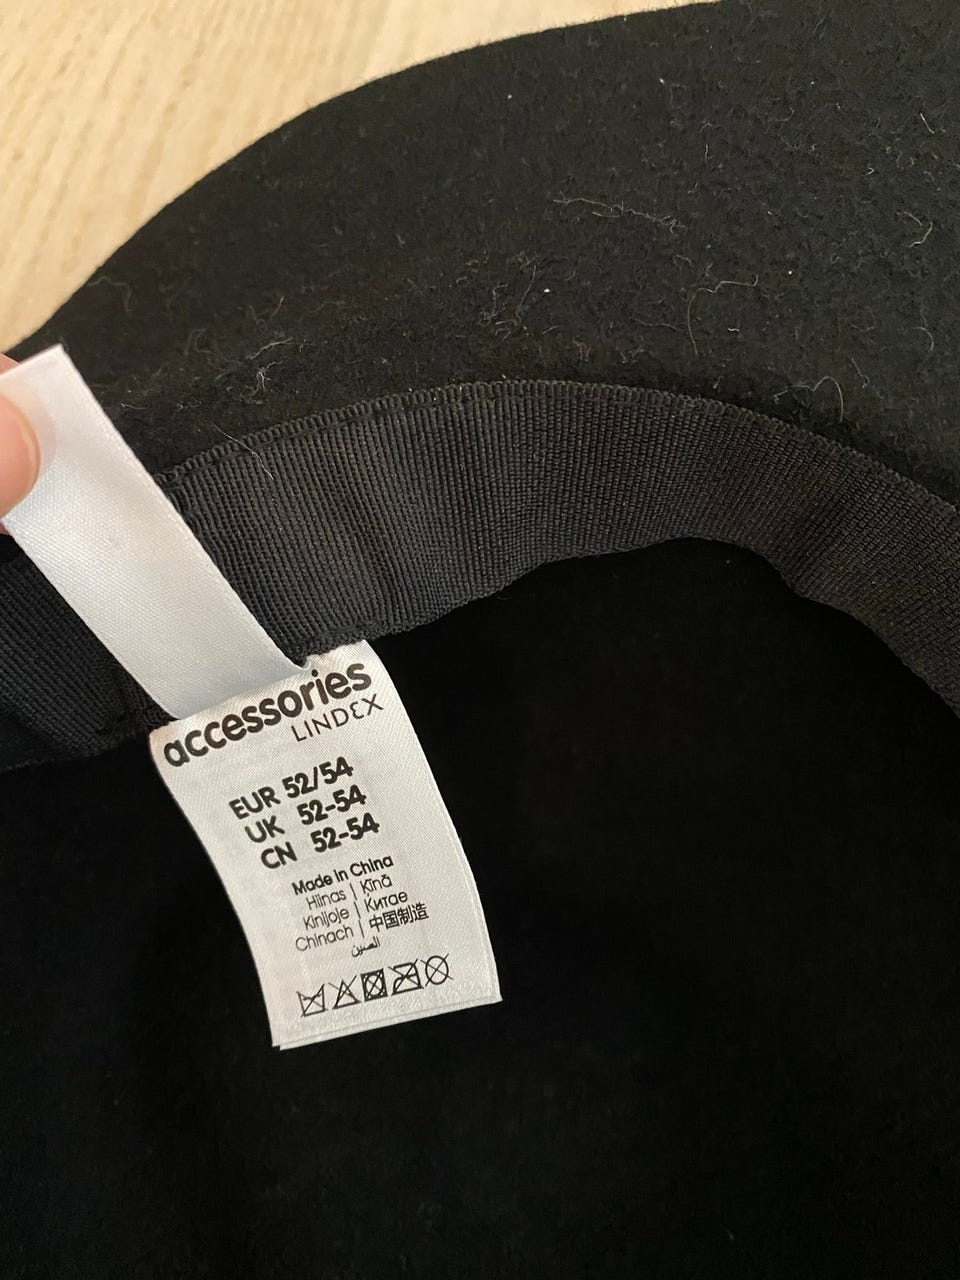 accessories
LINDEX
EUR 52/54
UK 52-54
CN 52-54
Made in China
Hiinas | Ķīnā
Kinijoje | Китае
Chinach | 中国制造
الصين